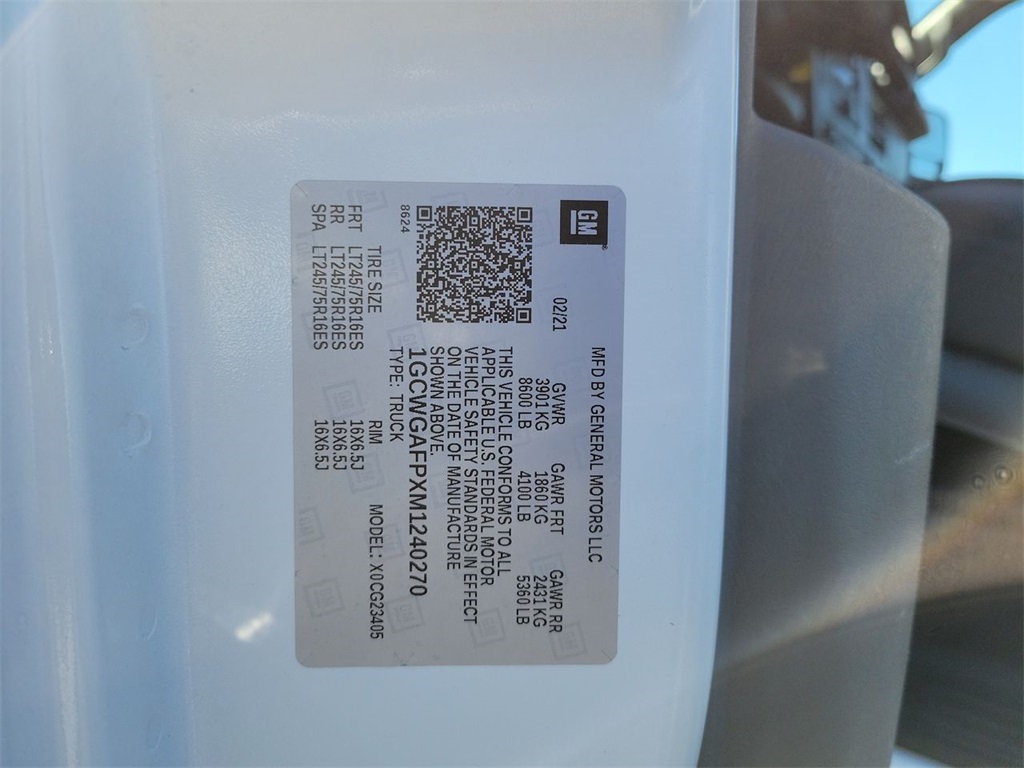 GM
MFD BY GENERAL MOTORS LLC
02/21
GVWR GAWR FRT GAWR RR
3901 KG 1860 KG 2431 KG
8600 LB 4100 LB 5360 LB
THIS VEHICLE CONFORMS TO ALL
APPLICABLE U.S. FEDERAL MOTOR
VEHICLE SAFETY STANDARDS IN EFFECT
ON THE DATE OF MANUFACTURE
SHOWN ABOVE.
1GCWGAFPXM1240270
8624
TYPE: TRUCK
MODEL: X0CG23405
TIRE SIZE RIM
FRT LT245/75R16ES 16X6.5J
RR LT245/75R16ES 16X6.5J
SPA LT245/75R16ES 16X6.5J